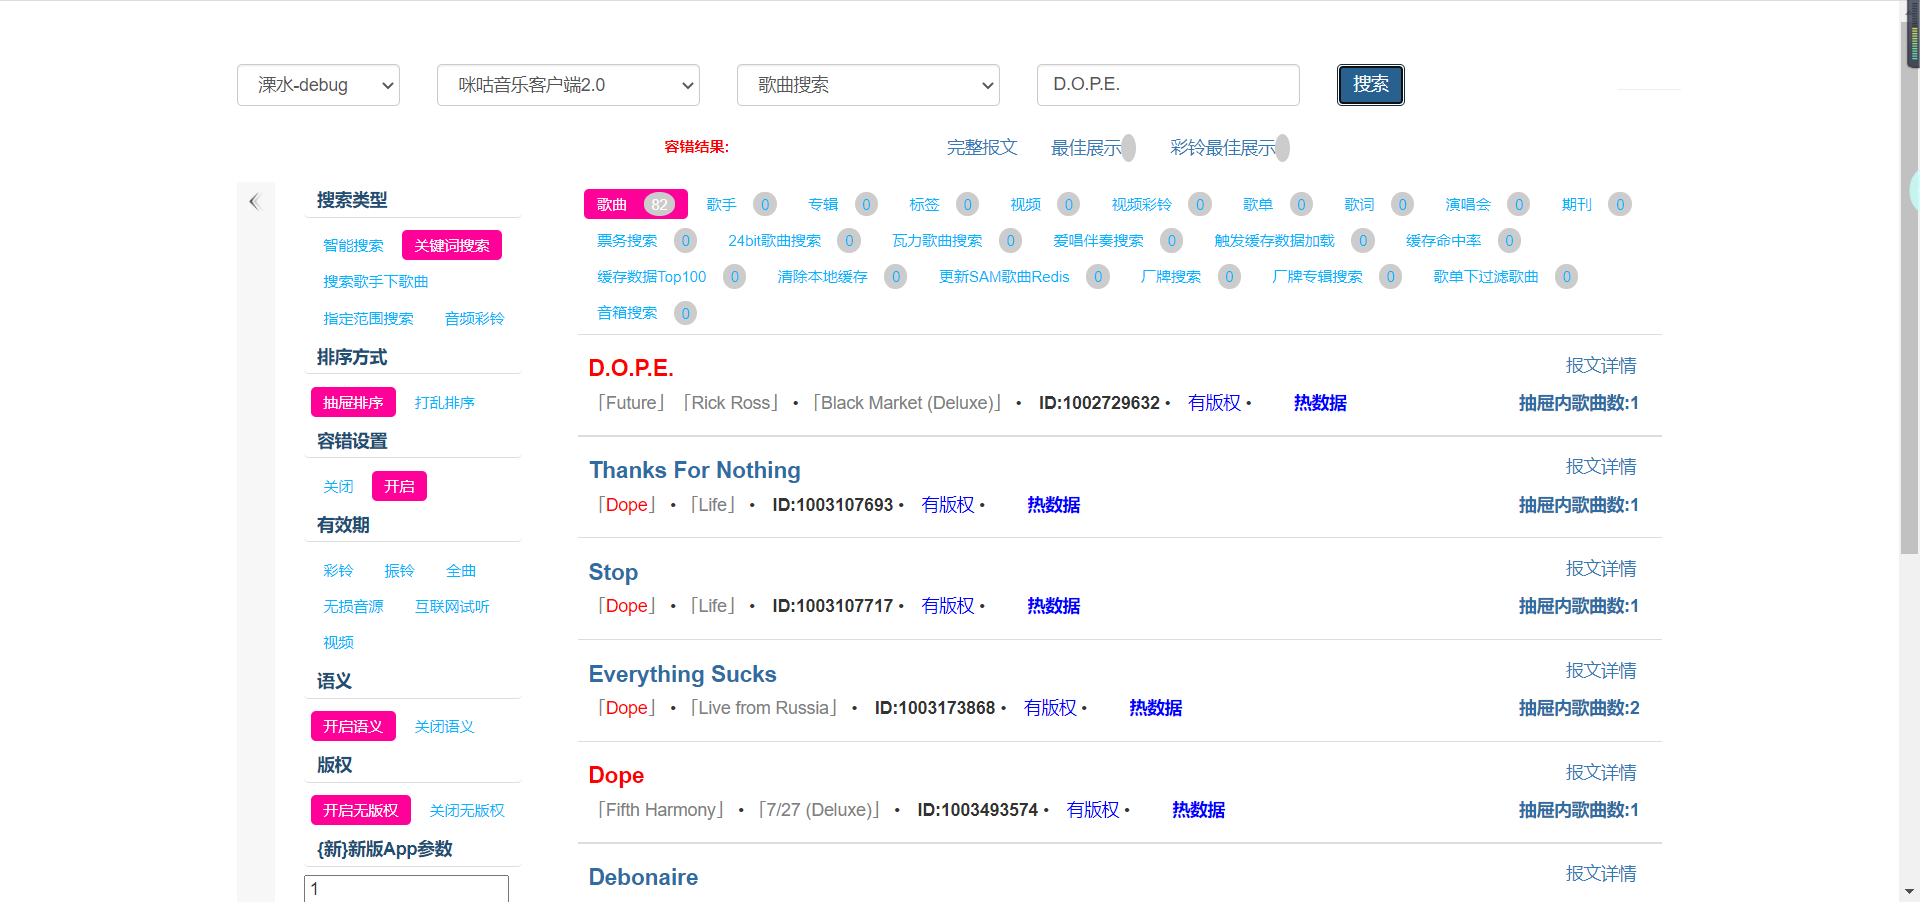 溧水-debug 咪咕音乐客户端2.0 歌曲搜索 D.O.P.E. 搜索
容错结果: 完整报文 最佳展示 彩铃最佳展示
搜索类型
智能搜索 关键词搜索
搜索歌手下歌曲
指定范围搜索 音频彩铃
排序方式
抽屉排序 打乱排序
容错设置
关闭 开启
有效期
彩铃 振铃 全曲
无损音源 互联网试听
视频
语义
开启语义 关闭语义
版权
开启无版权 关闭无版权
{新}新版App参数
1
歌曲 82 歌手 0 专辑 0 标签 0 视频 0 视频彩铃 0 歌单 0 歌词 0 演唱会 0 期刊 0
票务搜索 0 24bit歌曲搜索 0 瓦力歌曲搜索 0 爱唱伴奏搜索 0 触发缓存数据加载 0 缓存命中率 0
缓存数据Top100 0 清除本地缓存 0 更新SAM歌曲Redis 0 厂牌搜索 0 厂牌专辑搜索 0 歌单下过滤歌曲 0
音箱搜索 0
D.O.P.E. 报文详情
「Future」 「Rick Ross」 • 「Black Market (Deluxe)」 • ID:1002729632 • 有版权 • 热数据 抽屉内歌曲数:1
Thanks For Nothing 报文详情
「Dope」 • 「Life」 • ID:1003107693 • 有版权 • 热数据 抽屉内歌曲数:1
Stop 报文详情
「Dope」 • 「Life」 • ID:1003107717 • 有版权 • 热数据 抽屉内歌曲数:1
Everything Sucks 报文详情
「Dope」 • 「Live from Russia」 • ID:1003173868 • 有版权 • 热数据 抽屉内歌曲数:2
Dope 报文详情
「Fifth Harmony」 • 「7/27 (Deluxe)」 • ID:1003493574 • 有版权 • 热数据 抽屉内歌曲数:1
Debonaire 报文详情